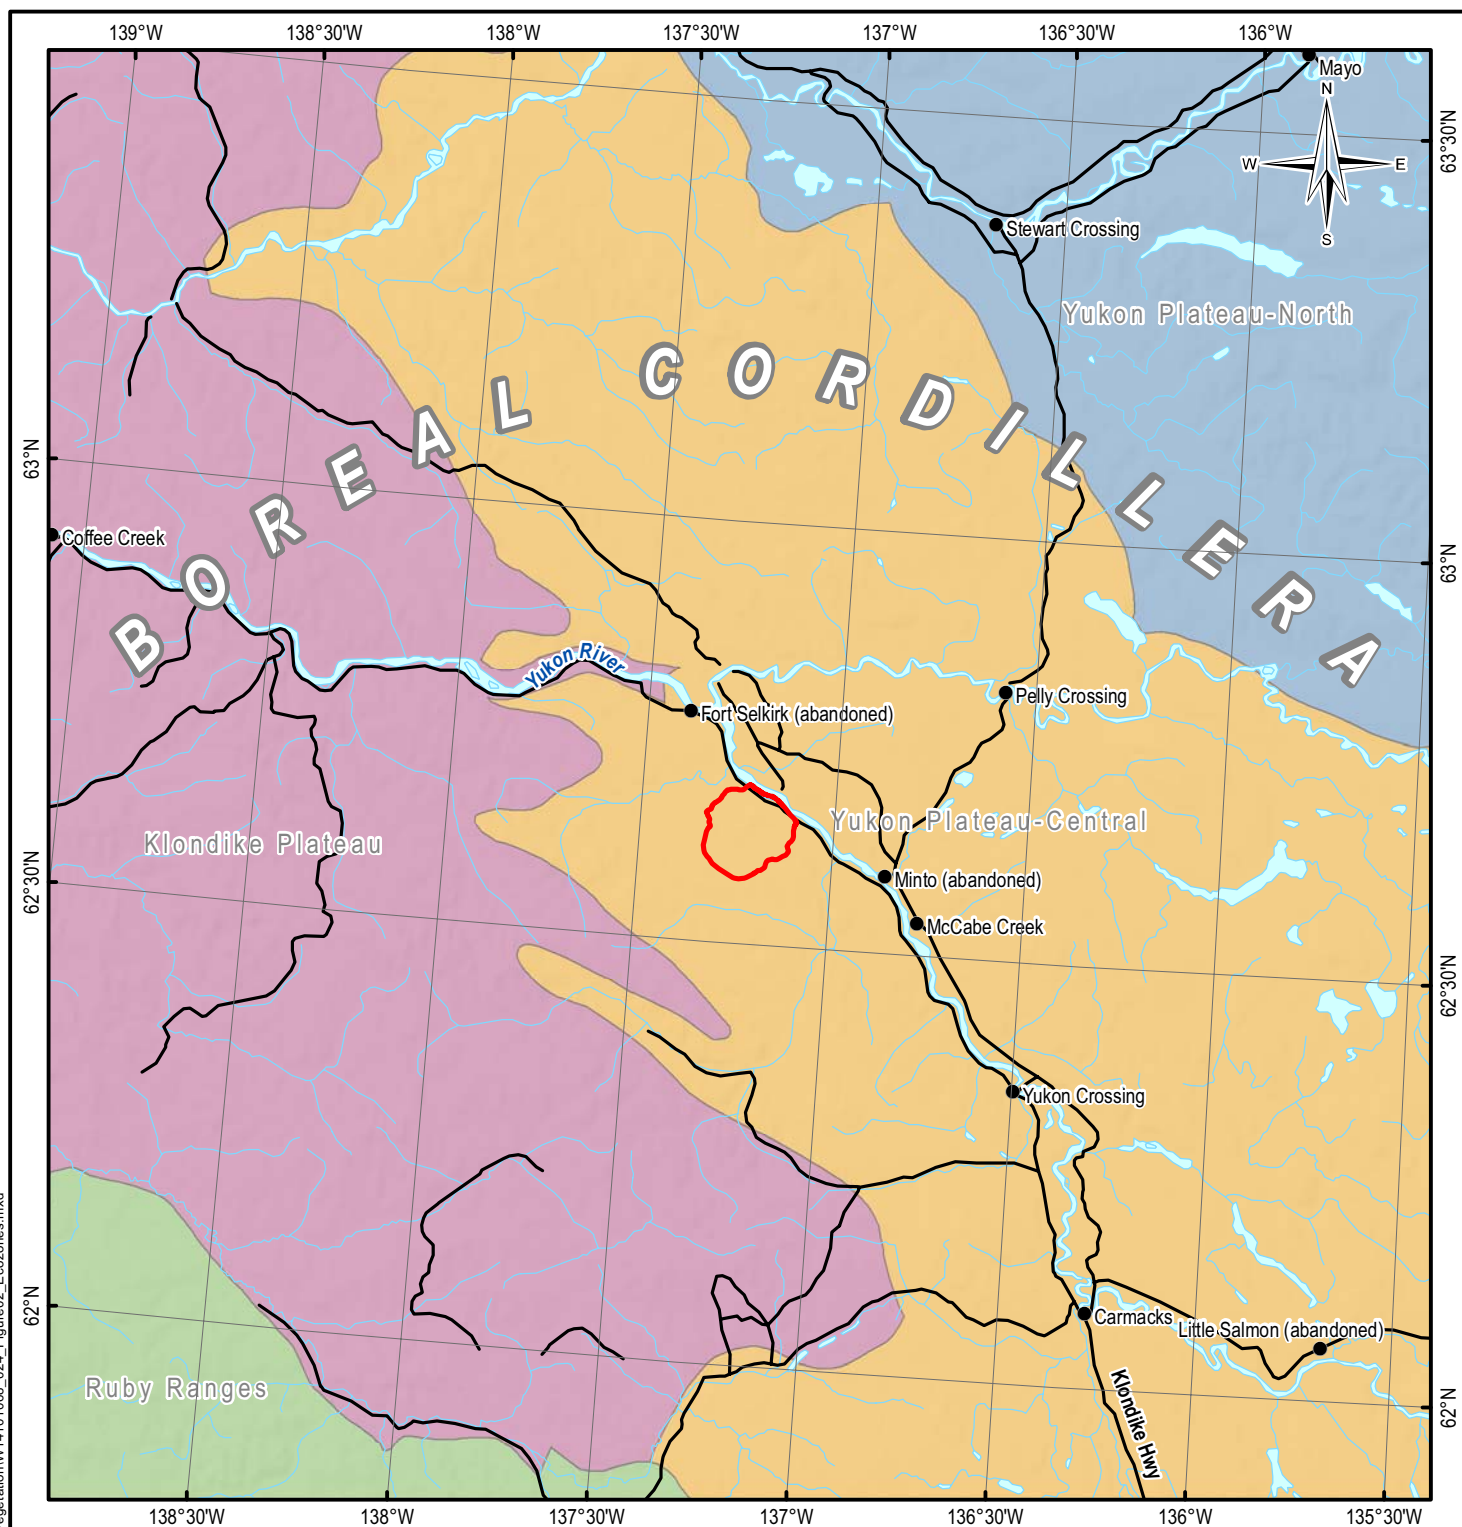 139°W 138°30'W 138°W 137°30'W 137°W 136°30'W 136°W
Mayo
N
W E
S
63°30'N
Stewart Crossing
Yukon Plateau-North
BOREAL CORDILLERA
63°N
63°N
Coffee Creek
Yukon River
Pelly Crossing
Fort Selkirk (abandoned)
Yukon Plateau-Central
Klondike Plateau
62°30'N
Minto (abandoned)
McCabe Creek
62°30'N
Yukon Crossing
62°N
Carmacks
Little Salmon (abandoned)
Ruby Ranges
Klondike Hwy
62°N
138°30'W 138°W 137°30'W 137°W 136°30'W 136°W 135°30'W